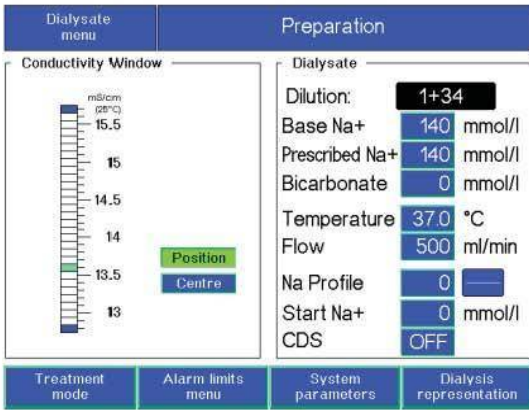 Dialysate
menu
Preparation
Conductivity Window
mS/cm
(25°C)
15.5
15
14.5
14
13.5
13
Position
Centre
Dialysate
Dilution: 1+34
Base Na+ 140 mmol/l
Prescribed Na+ 140 mmol/l
Bicarbonate 0 mmol/l
Temperature 37.0 °C
Flow 500 ml/min
Na Profile 0
Start Na+ 0 mmol/l
CDS OFF
Treatment
mode
Alarm limits
menu
System
parameters
Dialysis
representation